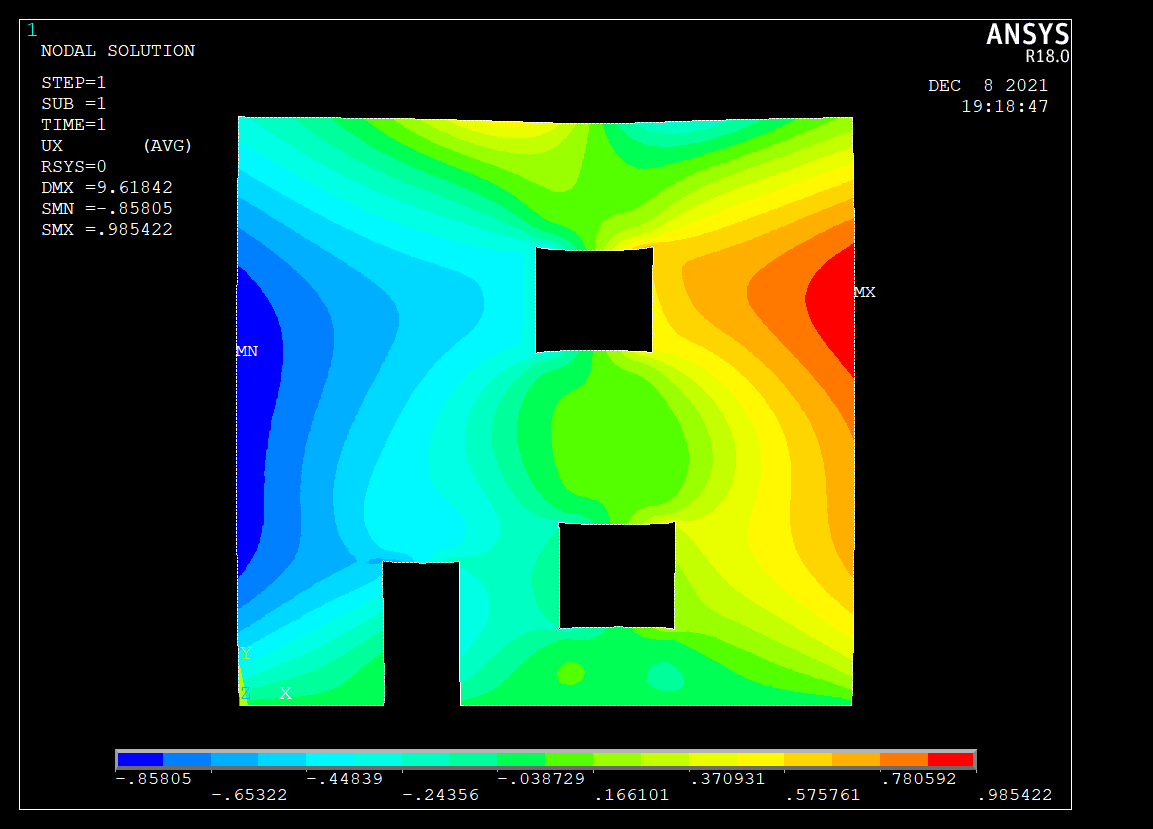 1
ANSYS
R18.0
NODAL SOLUTION
DEC 8 2021
19:18:47
STEP=1
SUB =1
TIME=1
UX (AVG)
RSYS=0
DMX =9.61842
SMN =-.85805
SMX =.985422
MX
MN
Y
Z X
-.85805 -.44839 -.038729 .370931 .780592
-.65322 -.24356 .166101 .575761 .985422